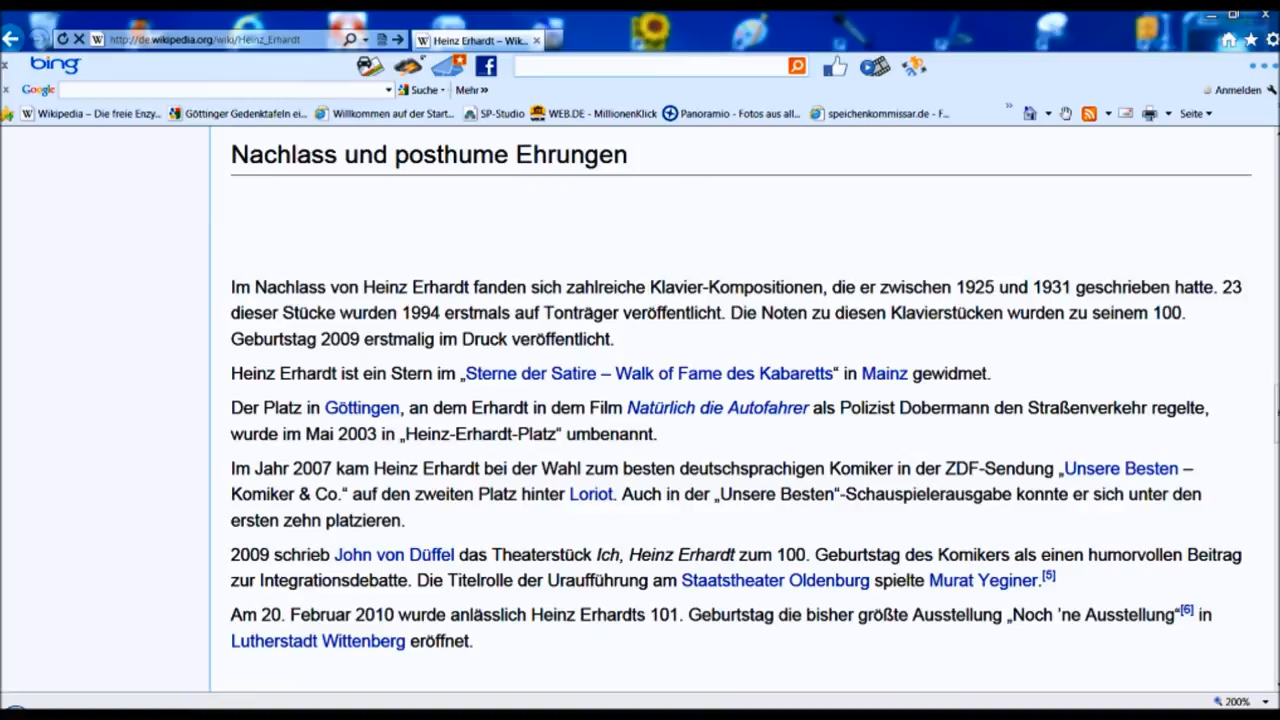 http://de.wikipedia.org/wiki/Heinz_Erhardt
Heinz Erhardt – Wik...
bing
Google
Suche
Mehr »
Anmelden
Wikipedia – Die freie Enzy...
Göttinger Gedenktafeln ei...
Willkommen auf der Start...
SP-Studio
WEB.DE - MillionenKlick
Panoramio - Fotos aus all...
speichenkommissar.de - F...
Seite
Nachlass und posthume Ehrungen
Im Nachlass von Heinz Erhardt fanden sich zahlreiche Klavier-Kompositionen, die er zwischen 1925 und 1931 geschrieben hatte. 23
dieser Stücke wurden 1994 erstmals auf Tonträger veröffentlicht. Die Noten zu diesen Klavierstücken wurden zu seinem 100.
Geburtstag 2009 erstmalig im Druck veröffentlicht.
Heinz Erhardt ist ein Stern im „Sterne der Satire – Walk of Fame des Kabaretts“ in Mainz gewidmet.
Der Platz in Göttingen, an dem Erhardt in dem Film Natürlich die Autofahrer als Polizist Dobermann den Straßenverkehr regelte,
wurde im Mai 2003 in „Heinz-Erhardt-Platz“ umbenannt.
Im Jahr 2007 kam Heinz Erhardt bei der Wahl zum besten deutschsprachigen Komiker in der ZDF-Sendung „Unsere Besten –
Komiker & Co.“ auf den zweiten Platz hinter Loriot. Auch in der „Unsere Besten“-Schauspielerausgabe konnte er sich unter den
ersten zehn platzieren.
2009 schrieb John von Düffel das Theaterstück Ich, Heinz Erhardt zum 100. Geburtstag des Komikers als einen humorvollen Beitrag
zur Integrationsdebatte. Die Titelrolle der Uraufführung am Staatstheater Oldenburg spielte Murat Yeginer.[5]
Am 20. Februar 2010 wurde anlässlich Heinz Erhardts 101. Geburtstag die bisher größte Ausstellung „Noch 'ne Ausstellung“[6] in
Lutherstadt Wittenberg eröffnet.
200%